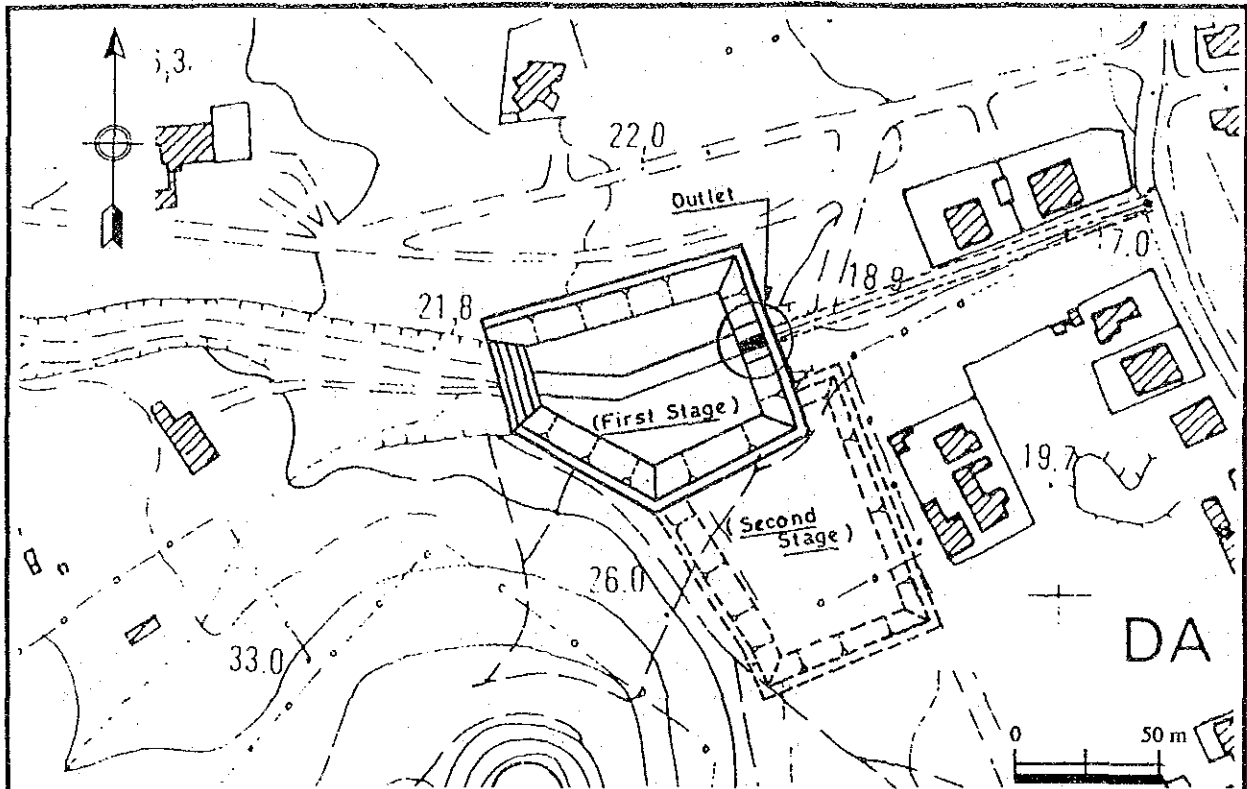 22,0
Outlet
18.9
17.0
21,8
(First Stage)
19.7
(Second
Stage)
26.0
33.0
DA
0 50 m